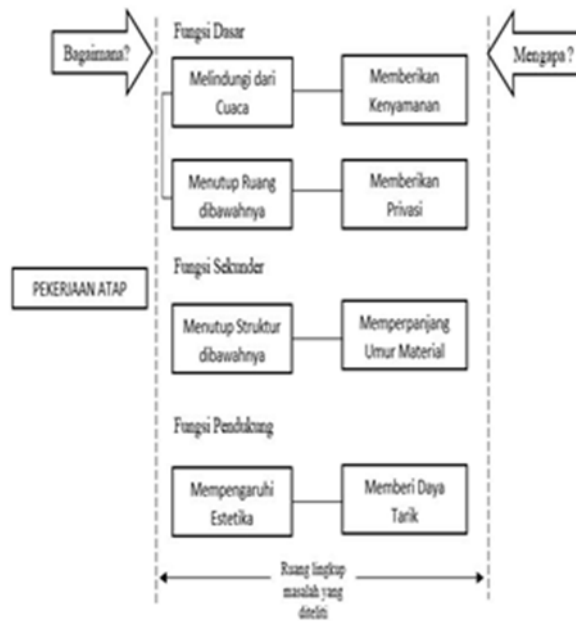 Fungsi Dasar
Bagaimana?
Mengapa ?
Melindungi dari
Cuaca
Memberikan
Kenyamanan
Menutup Ruang
dibawahnya
Memberikan
Privasi
Fungsi Sekunder
PEKERJAAN ATAP
Menutup Struktur
dibawahnya
Memperpanjang
Umur Material
Fungsi Pendukung
Mempengaruhi
Estetika
Memberi Daya
Tarik
Ruang lingkup
masalah yang
diteliti